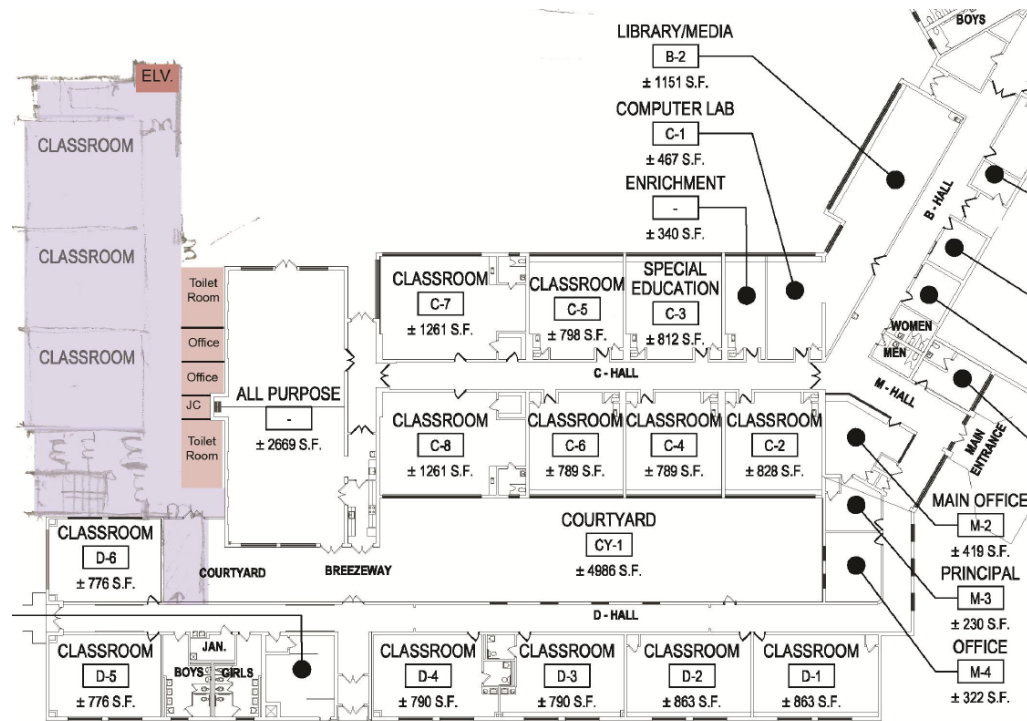 BOYS
LIBRARY/MEDIA
B-2
± 1151 S.F.
ELV.
COMPUTER LAB
C-1
± 467 S.F.
ENRICHMENT
-
± 340 S.F.
B - HALL
CLASSROOM
CLASSROOM
CLASSROOM
Toilet
Room
Office
Office
JC
Toilet
Room
ALL PURPOSE
-
± 2669 S.F.
CLASSROOM
C-7
± 1261 S.F.
CLASSROOM
C-5
± 798 S.F.
SPECIAL
EDUCATION
C-3
± 812 S.F.
WOMEN
MEN
C - HALL
M - HALL
MAIN
ENTRANCE
CLASSROOM
C-8
± 1261 S.F.
CLASSROOM
C-6
± 789 S.F.
CLASSROOM
C-4
± 789 S.F.
CLASSROOM
C-2
± 828 S.F.
MAIN OFFICE
M-2
± 419 S.F.
PRINCIPAL
M-3
± 230 S.F.
OFFICE
M-4
± 322 S.F.
COURTYARD
CY-1
± 4986 S.F.
CLASSROOM
D-6
± 776 S.F.
COURTYARD
BREEZEWAY
D - HALL
CLASSROOM
D-5
± 776 S.F.
JAN.
BOYS
GIRLS
CLASSROOM
D-4
± 790 S.F.
CLASSROOM
D-3
± 790 S.F.
CLASSROOM
D-2
± 863 S.F.
CLASSROOM
D-1
± 863 S.F.